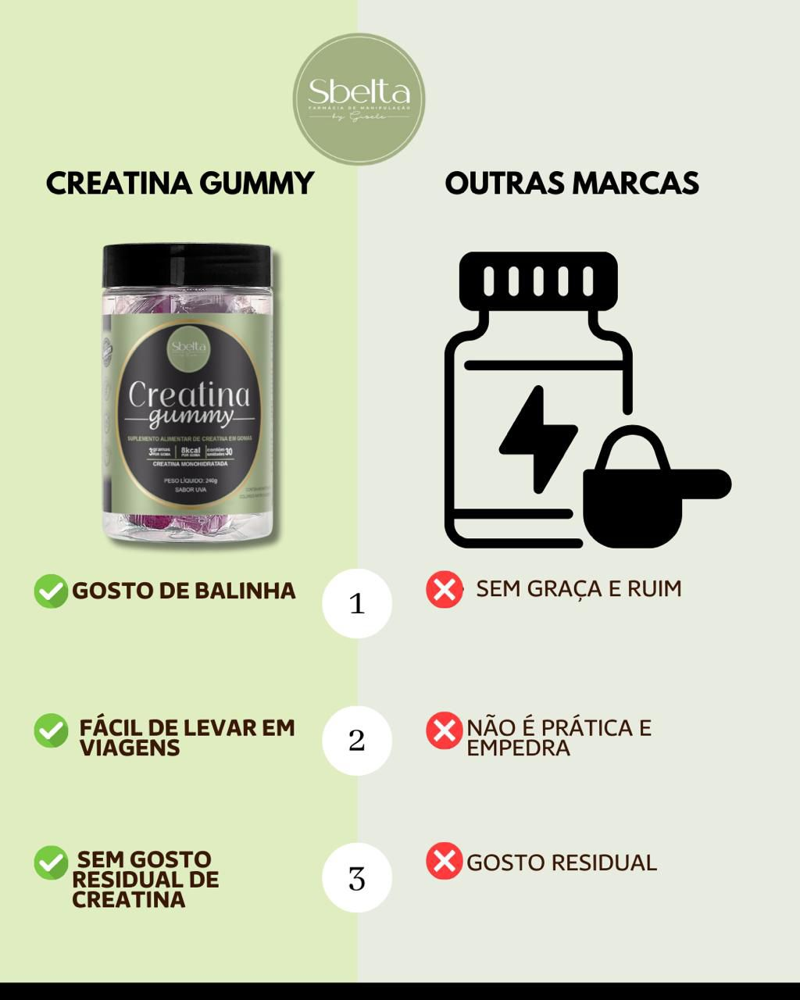 Sbelta
FARMÁCIA DE MANIPULAÇÃO
by Gisele
CREATINA GUMMY
OUTRAS MARCAS
Sbelta
Creatina
gummy
SUPLEMENTO ALIMENTAR DE CREATINA EM GOMAS
3 gramas POR GOMA
8kcal POR GOMA
contém 30 unidades
CREATINA MONOHIDRATADA
PESO LÍQUIDO: 240g
SABOR UVA
GOSTO DE BALINHA
1
SEM GRAÇA E RUIM
FÁCIL DE LEVAR EM
VIAGENS
2
NÃO É PRÁTICA E
EMPEDRA
SEM GOSTO
RESIDUAL DE
CREATINA
3
GOSTO RESIDUAL